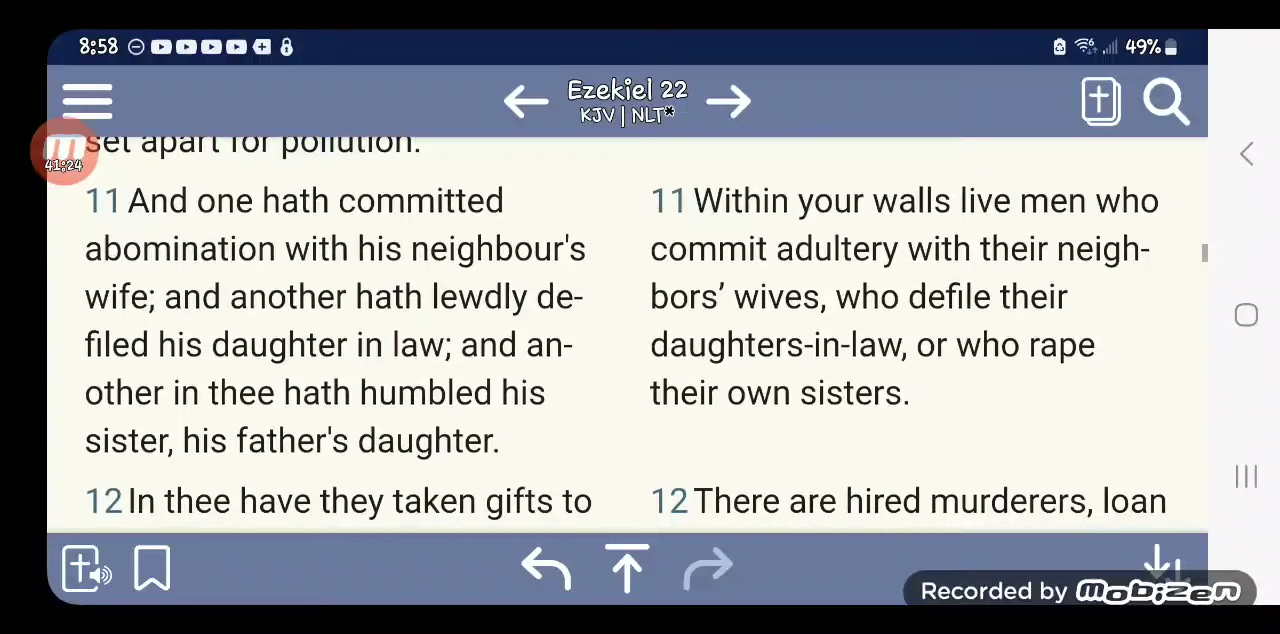 8:58
49%
Ezekiel 22
KJV | NLT*
41:24
set apart for pollution.
11 And one hath committed
abomination with his neighbour's
wife; and another hath lewdly de-
filed his daughter in law; and an-
other in thee hath humbled his
sister, his father's daughter.
12 In thee have they taken gifts to
11 Within your walls live men who
commit adultery with their neigh-
bors’ wives, who defile their
daughters-in-law, or who rape
their own sisters.
12 There are hired murderers, loan
Recorded by Mobizen